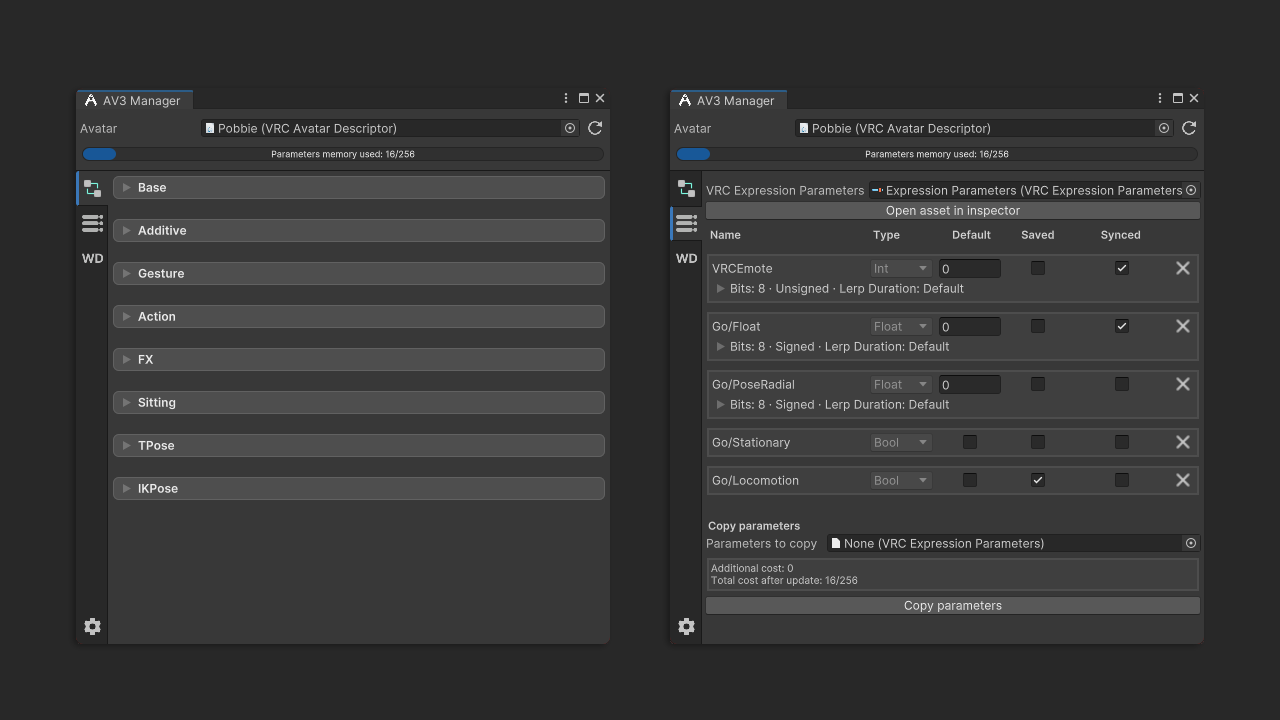 AV3 Manager
Avatar Pobbie (VRC Avatar Descriptor)
Parameters memory used: 16/256
Base
Additive
Gesture
WD
Action
FX
Sitting
TPose
IKPose
AV3 Manager
Avatar Pobbie (VRC Avatar Descriptor)
Parameters memory used: 16/256
VRC Expression Parameters Expression Parameters (VRC Expression Parameters
Open asset in inspector
Name Type Default Saved Synced
WD
VRCEmote Int 0
Bits: 8 · Unsigned · Lerp Duration: Default
Go/Float Float 0
Bits: 8 · Signed · Lerp Duration: Default
Go/PoseRadial Float 0
Bits: 8 · Signed · Lerp Duration: Default
Go/Stationary Bool
Go/Locomotion Bool
Copy parameters
Parameters to copy None (VRC Expression Parameters)
Additional cost: 0
Total cost after update: 16/256
Copy parameters